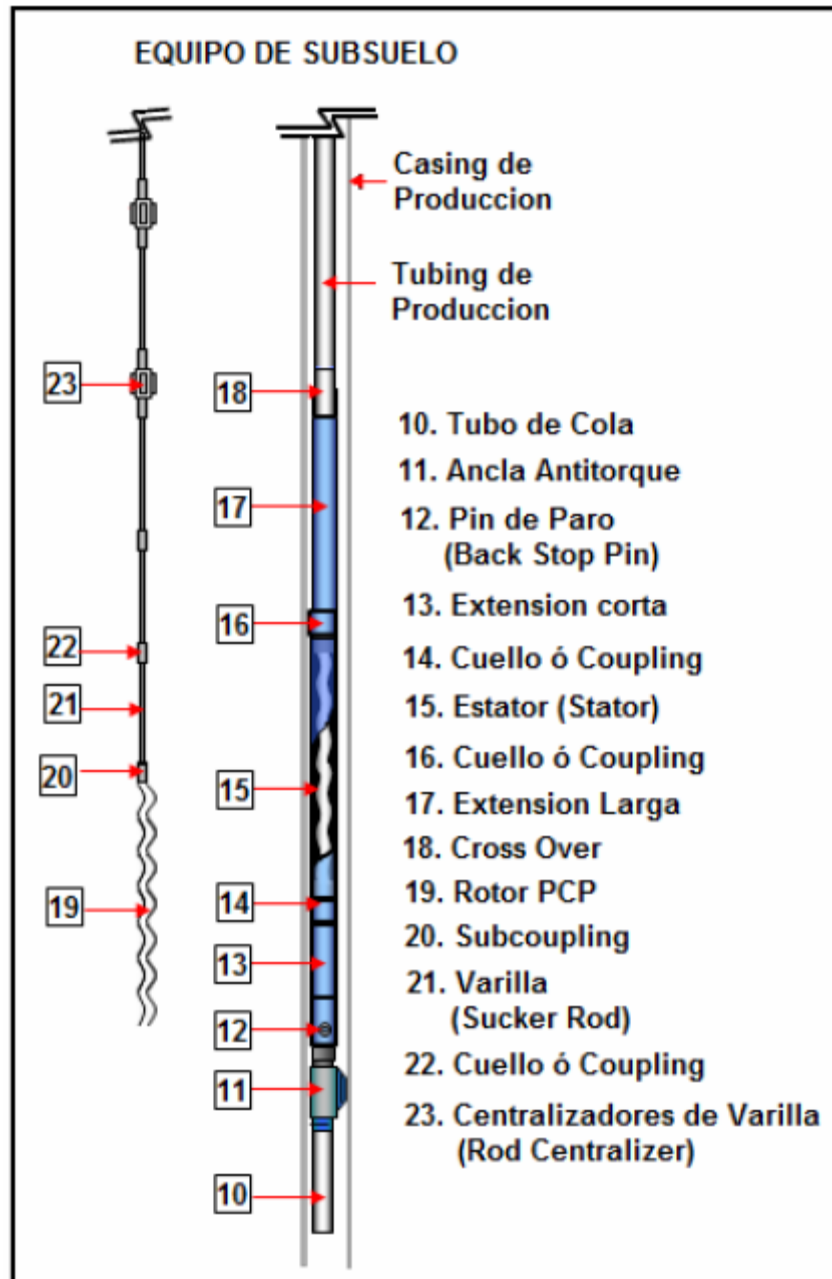 EQUIPO DE SUBSUELO
Casing de
Produccion
Tubing de
Produccion
23
22
21
20
19
18
17
16
15
14
13
12
11
10
10. Tubo de Cola
11. Ancla Antitorque
12. Pin de Paro
(Back Stop Pin)
13. Extension corta
14. Cuello ó Coupling
15. Estator (Stator)
16. Cuello ó Coupling
17. Extension Larga
18. Cross Over
19. Rotor PCP
20. Subcoupling
21. Varilla
(Sucker Rod)
22. Cuello ó Coupling
23. Centralizadores de Varilla
(Rod Centralizer)